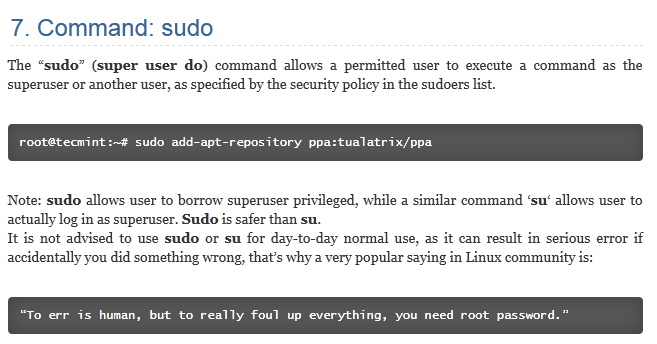 7. Command: sudo
The “sudo” (super user do) command allows a permitted user to execute a command as the
superuser or another user, as specified by the security policy in the sudoers list.
root@tecmint:~# sudo add-apt-repository ppa:tualatrix/ppa
Note: sudo allows user to borrow superuser privileged, while a similar command ‘su‘ allows user to
actually log in as superuser. Sudo is safer than su.
It is not advised to use sudo or su for day-to-day normal use, as it can result in serious error if
accidentally you did something wrong, that’s why a very popular saying in Linux community is:
“To err is human, but to really foul up everything, you need root password.”